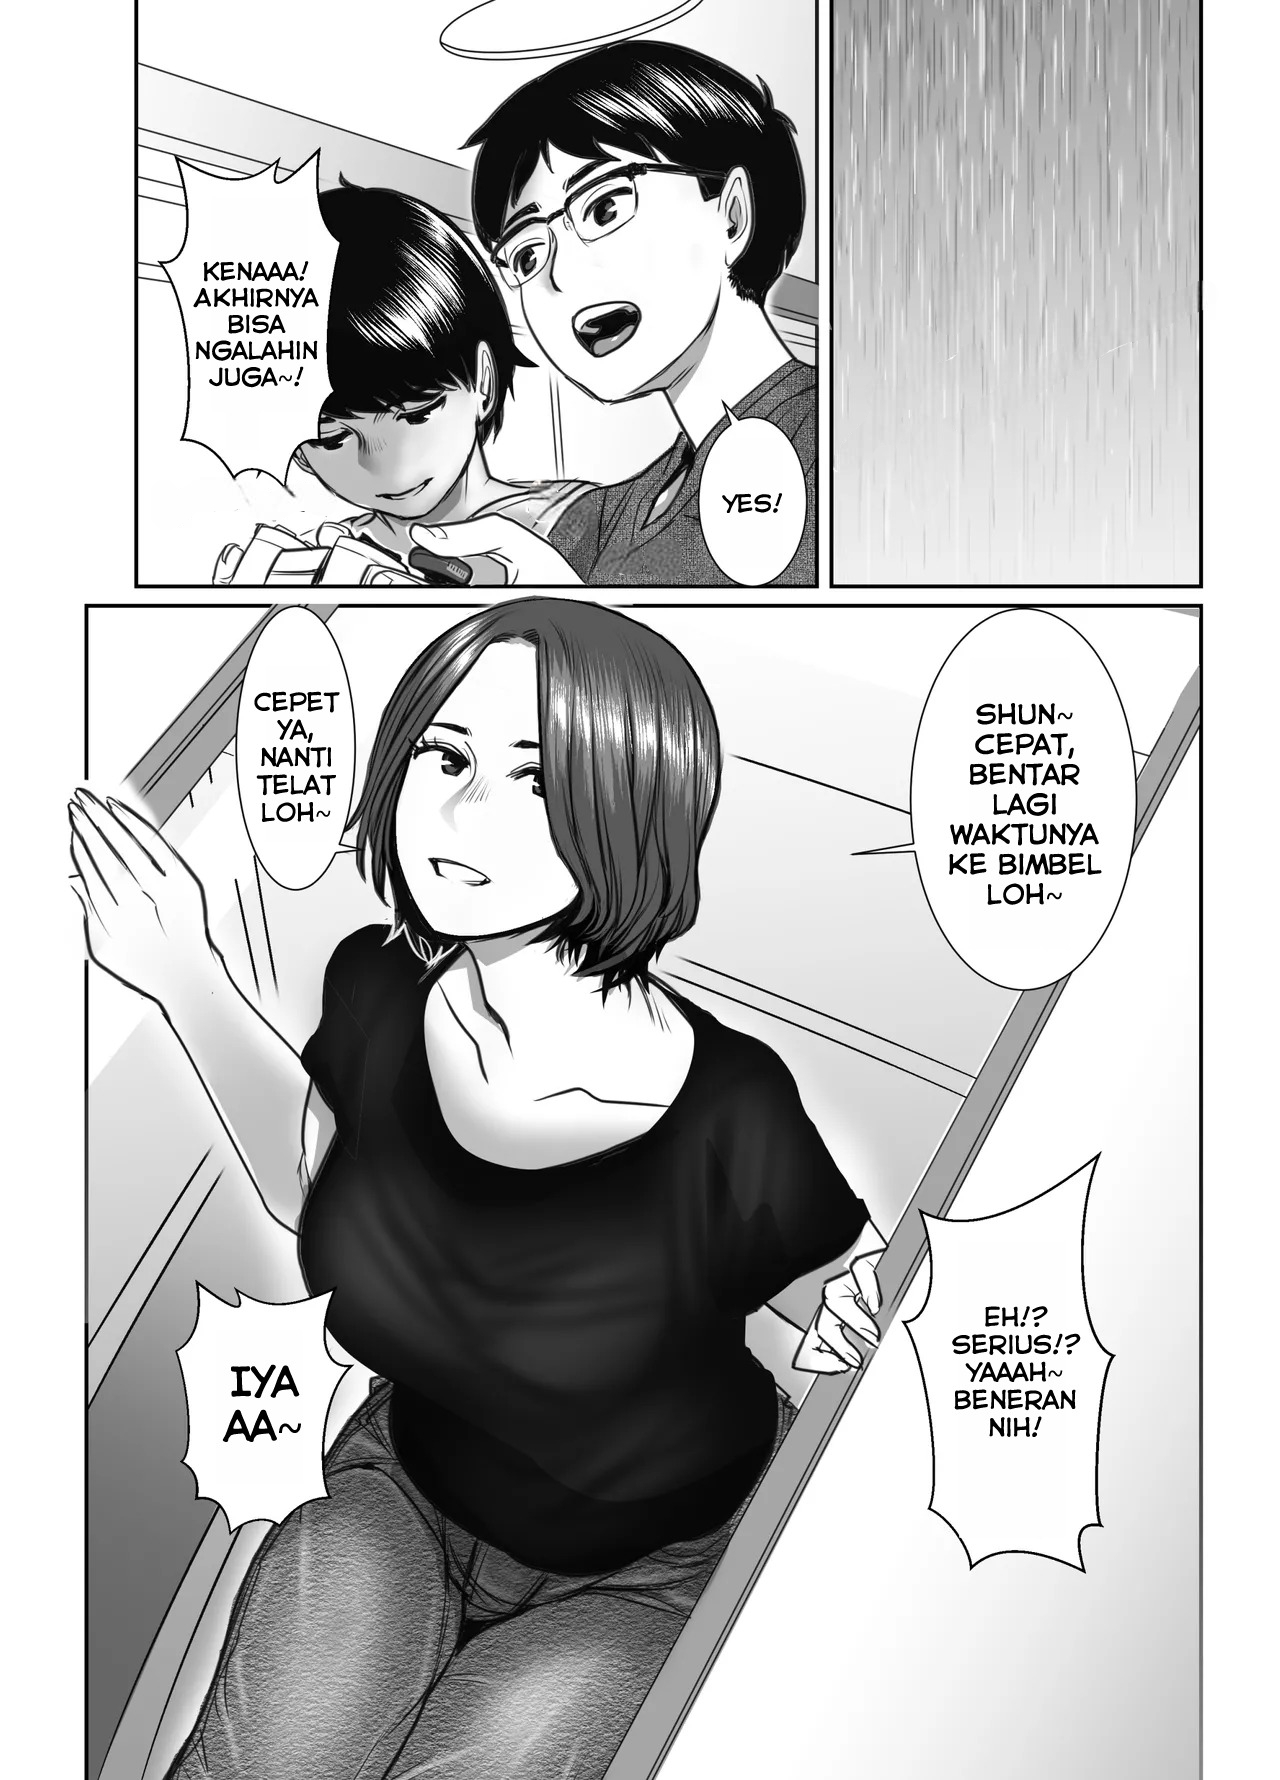 YES!
KENAAA!
AKHIRNYA
BISA
NGALAHIN
JUGA~!
SHUN~
CEPAT,
BENTAR
LAGI
WAKTUNYA
KE BIMBEL
LOH~
CEPET
YA,
NANTI
TELAT
LOH~
EH!?
SERIUS!?
YAAAH~
BENERAN
NIH!
IYA
AA~